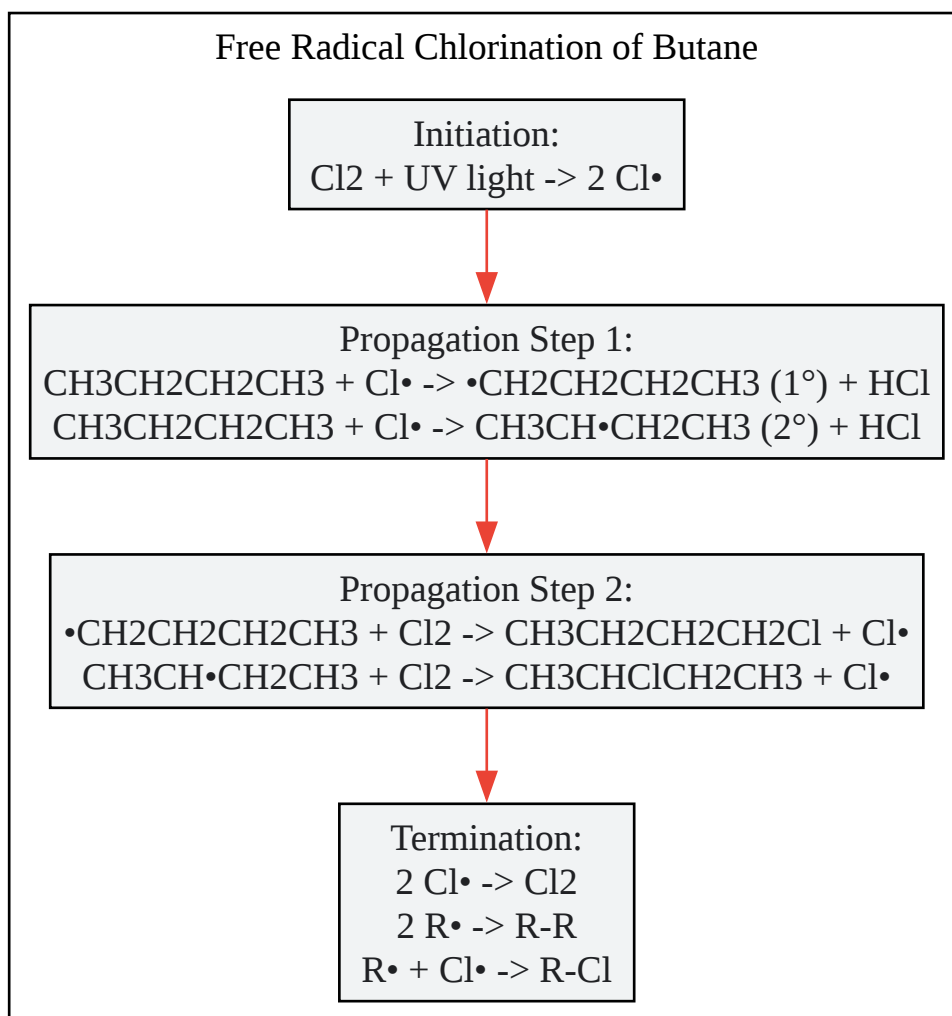 Free Radical Chlorination of Butane
Initiation:
Cl2 + UV light -> 2 Cl•
Propagation Step 1:
CH3CH2CH2CH3 + Cl• -> •CH2CH2CH2CH3 (1°) + HCl
CH3CH2CH2CH3 + Cl• -> CH3CH•CH2CH3 (2°) + HCl
Propagation Step 2:
•CH2CH2CH2CH3 + Cl2 -> CH3CH2CH2CH2Cl + Cl•
CH3CH•CH2CH3 + Cl2 -> CH3CHClCH2CH3 + Cl•
Termination:
2 Cl• -> Cl2
2 R• -> R-R
R• + Cl• -> R-Cl